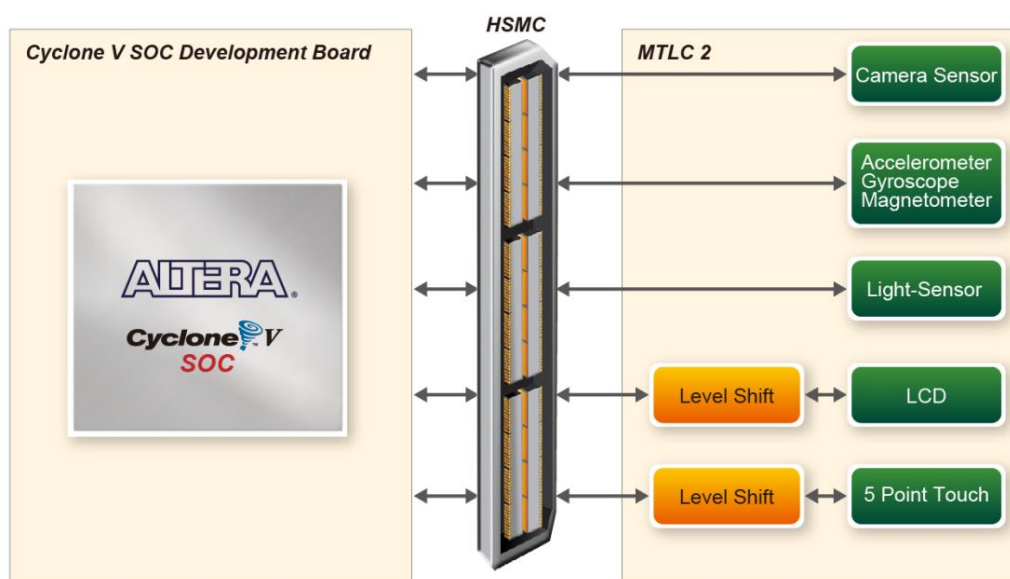 HSMC
Cyclone V SOC Development Board
MTLC 2
Camera Sensor
Accelerometer
Gyroscope
Magnetometer
ALTERA®
Cyclone™ V
SOC
Light-Sensor
Level Shift
LCD
Level Shift
5 Point Touch